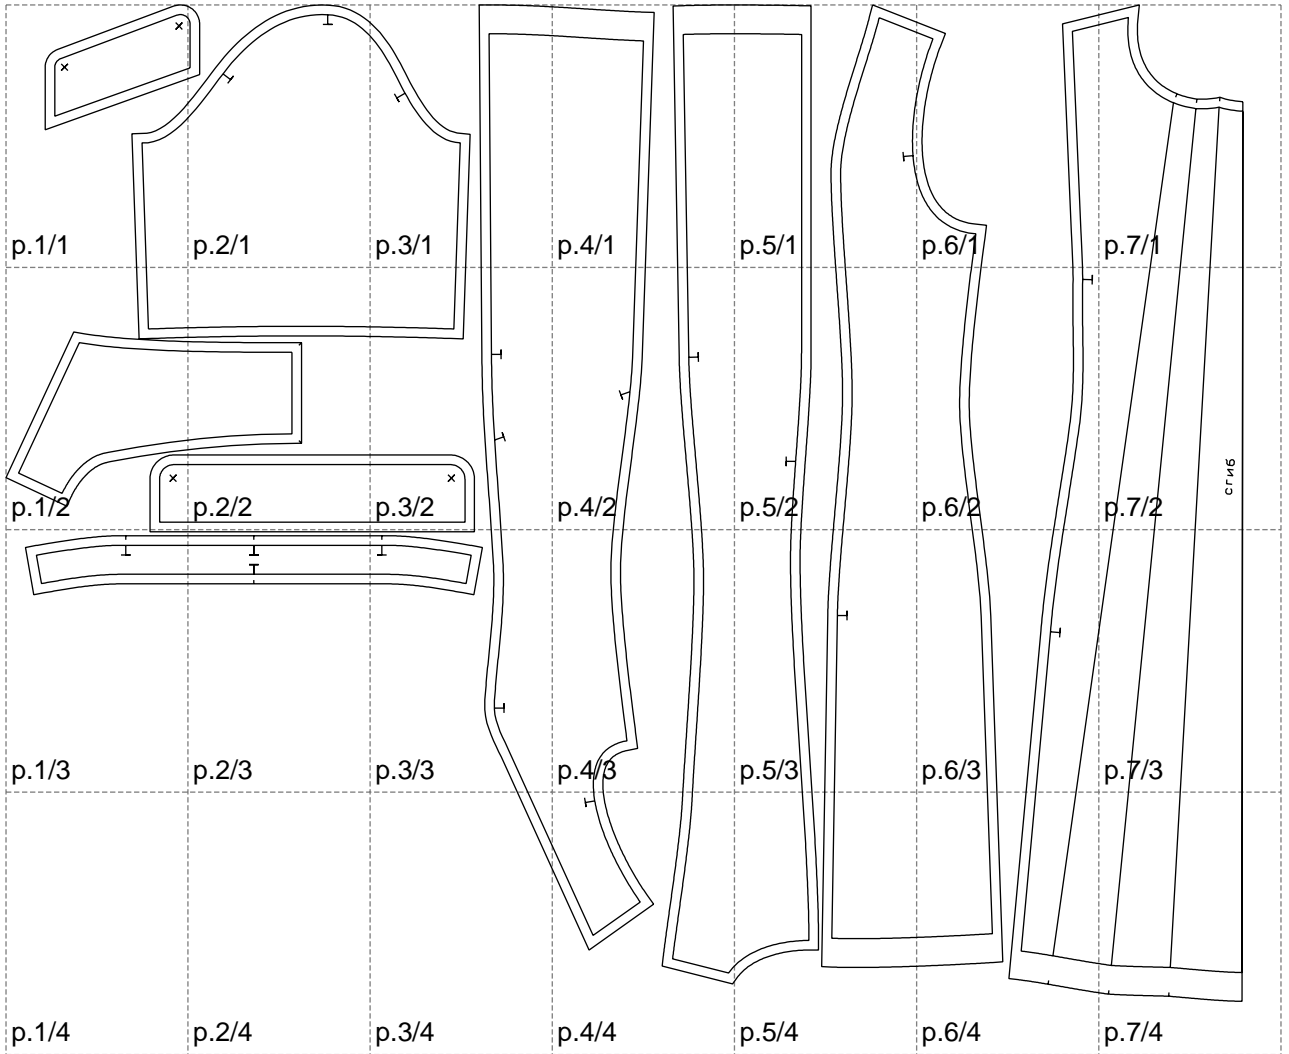 p.1/1 p.2/1 p.3/1 p.4/1 p.5/1 p.6/1 p.7/1
сгиб
p.1/2 p.2/2 p.3/2 p.4/2 p.5/2 p.6/2 p.7/2
p.1/3 p.2/3 p.3/3 p.4/3 p.5/3 p.6/3 p.7/3
p.1/4 p.2/4 p.3/4 p.4/4 p.5/4 p.6/4 p.7/4